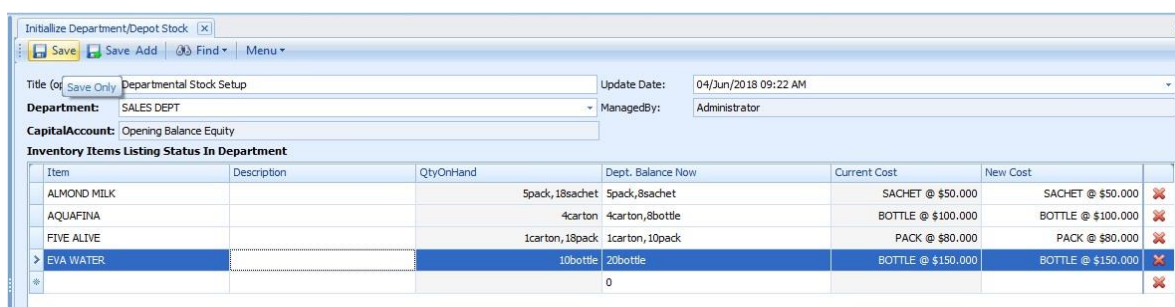 Initiallize Department/Depot Stock
Save Save Add Find Menu
Title (op Save Only Departmental Stock Setup Update Date: 04/Jun/2018 09:22 AM
Department: SALES DEPT ManagedBy: Administrator
CapitalAccount: Opening Balance Equity
Inventory Items Listing Status In Department
Item Description QtyOnHand Dept. Balance Now Current Cost New Cost
ALMOND MILK 5pack,18sachet 5pack,8sachet SACHET @ $50.000 SACHET @ $50.000
AQUAFINA 4carton 4carton,8bottle BOTTLE @ $100.000 BOTTLE @ $100.000
FIVE ALIVE 1carton,18pack 1carton,10pack PACK @ $80.000 PACK @ $80.000
EVA WATER 10bottle 20bottle BOTTLE @ $150.000 BOTTLE @ $150.000
0